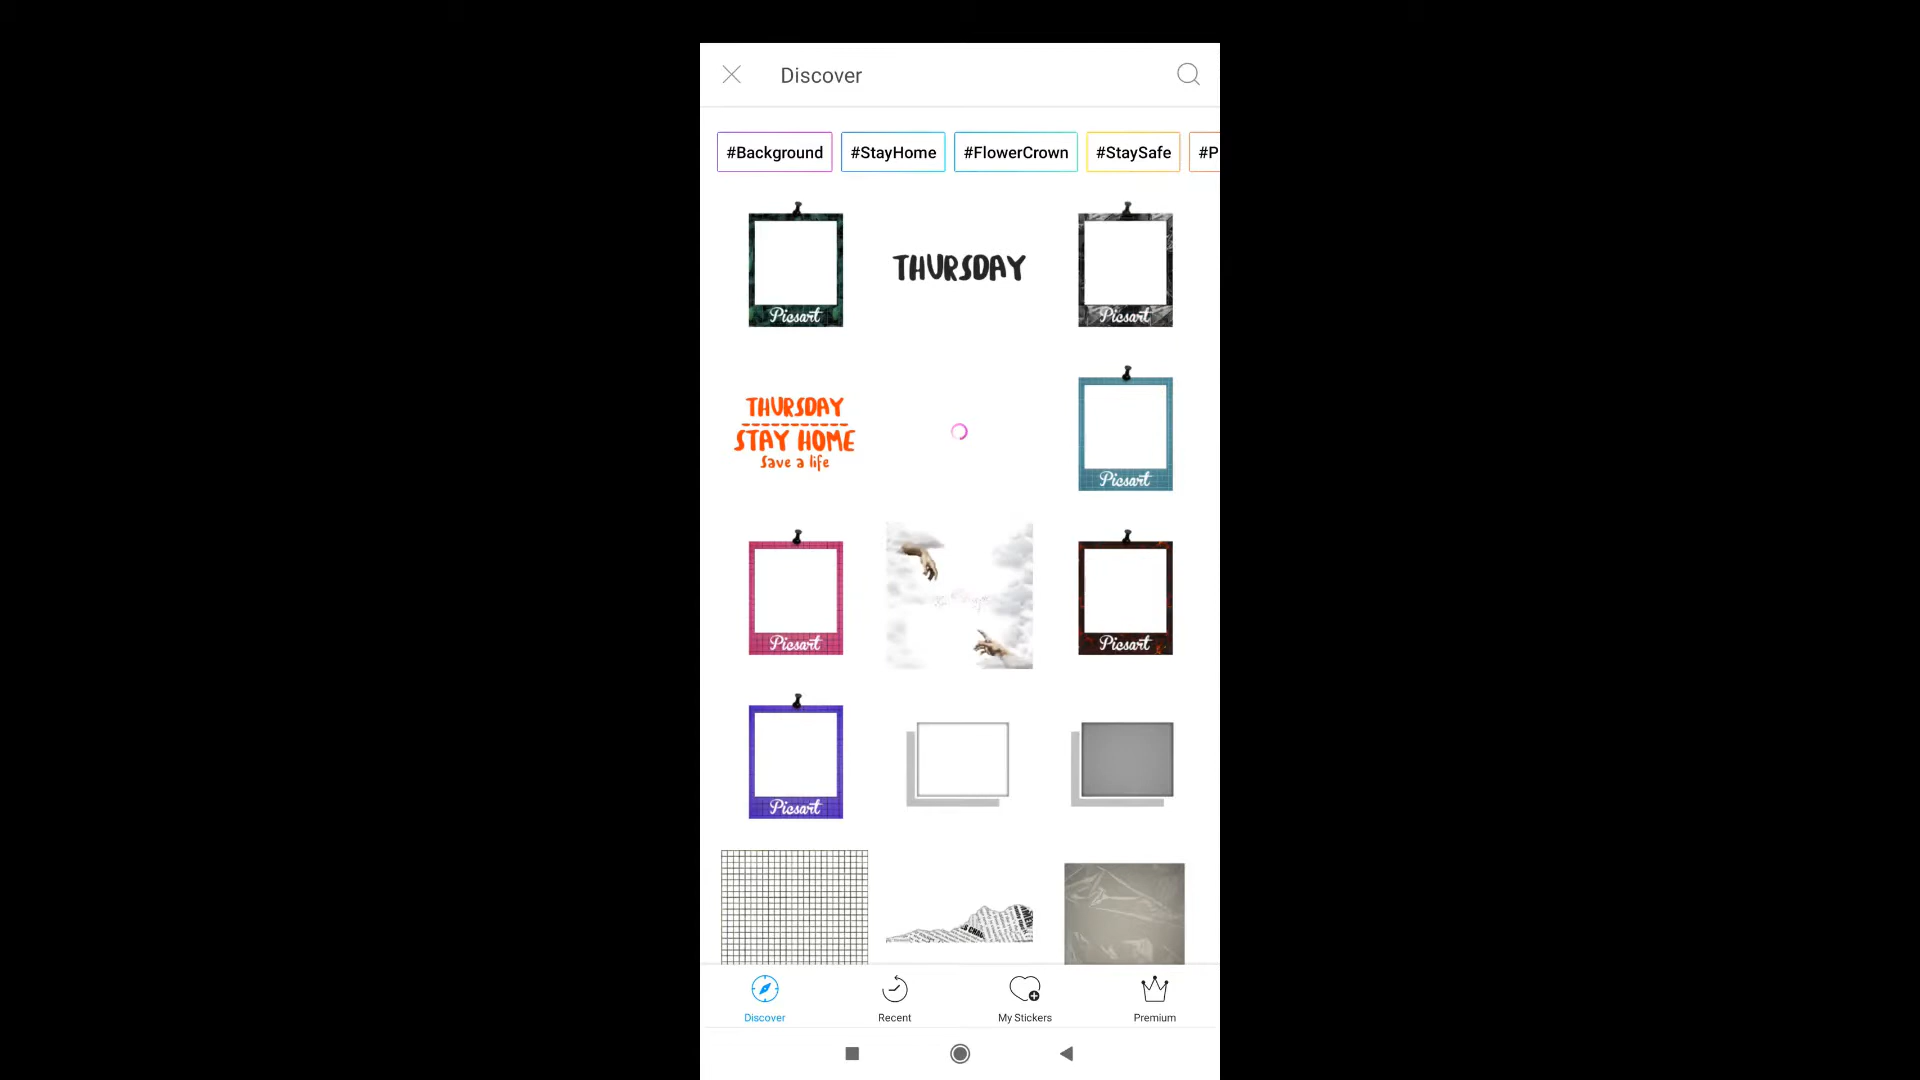 Discover
#Background #StayHome #FlowerCrown #StaySafe #P
Picsart THURSDAY Picsart
THURSDAY
STAY HOME
Save a life
Picsart
Picsart Picsart
Picsart
Discover Recent My Stickers Premium